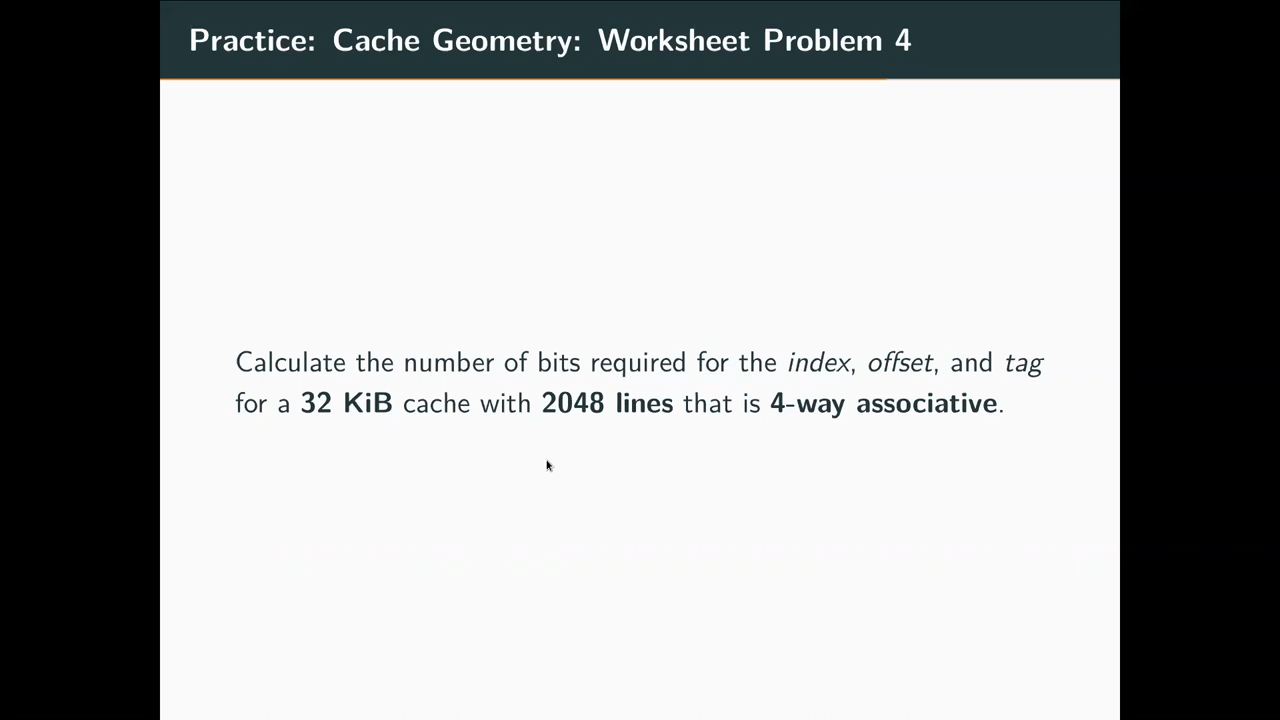 Practice: Cache Geometry: Worksheet Problem 4
Calculate the number of bits required for the index, offset, and tag
for a 32 KiB cache with 2048 lines that is 4-way associative.